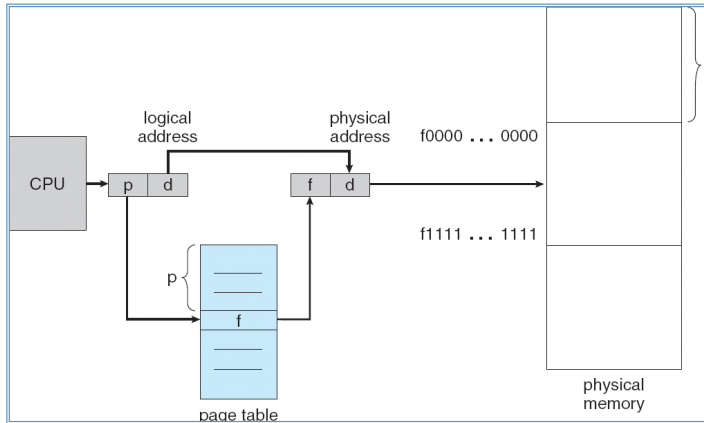 logical
address
physical
address
f0000 ... 0000
CPU
p d
f d
f1111 ... 1111
p
f
page table
physical
memory